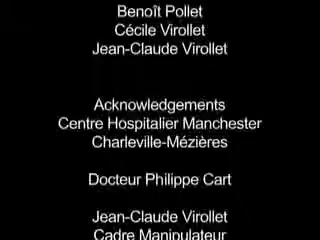 Benoît Pollet
Cécile Virollet
Jean-Claude Virollet
Acknowledgements
Centre Hospitalier Manchester
Charleville-Mézières
Docteur Philippe Cart
Jean-Claude Virollet
Cadre Manipulateur